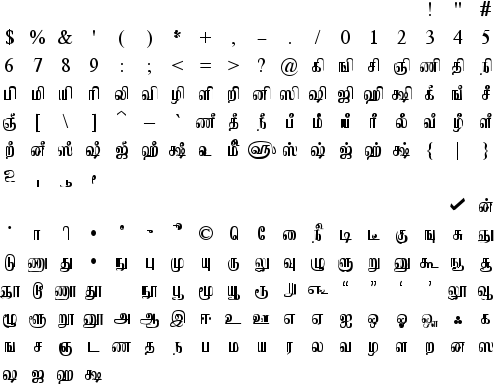 ! " #
$ % & ' ( ) * + , – . / 0 1 2 3 4 5
6 7 8 9 : ; < = > ? @ கி ஙி சி ஞி ணி தி நி
பி மி யி ரி லி வி ழி ளி றி னி ஸி ஷி ஜி ஹி க்ஷி கீ ஙீ சீ
ஞீ [ \ ] ^ – ` ணீ தீ நீ பீ மீ யீ ரீ லீ வீ ழீ ளீ
றீ னீ ஸீ ஷீ ஜீ ஹீ க்ஷீ ஸ் ஷ் ஜ் ஹ் க்ஷ் { | }
✓ ன்
ா ி • © ெ ே ை நீ டி டீ கு ஙு சு ஞு
டு ணு து • நு பு மு யு ரு லு வு ழு ளு று னு கூ ஙூ சூ
ஞூ டூ ணூ தூ நூ பூ மூ யூ ரூ “ ” ‘ ’ லூ வூ
ழூ ளூ றூ னூ அ ஆ இ ஈ உ ஊ எ ஏ ஐ ஒ ஓ ஔ ஃ க
ங ச ஞ ட ண த ந ப ம ய ர ல வ ழ ள ற ன ஸ
ஷ ஜ ஹ க்ஷ